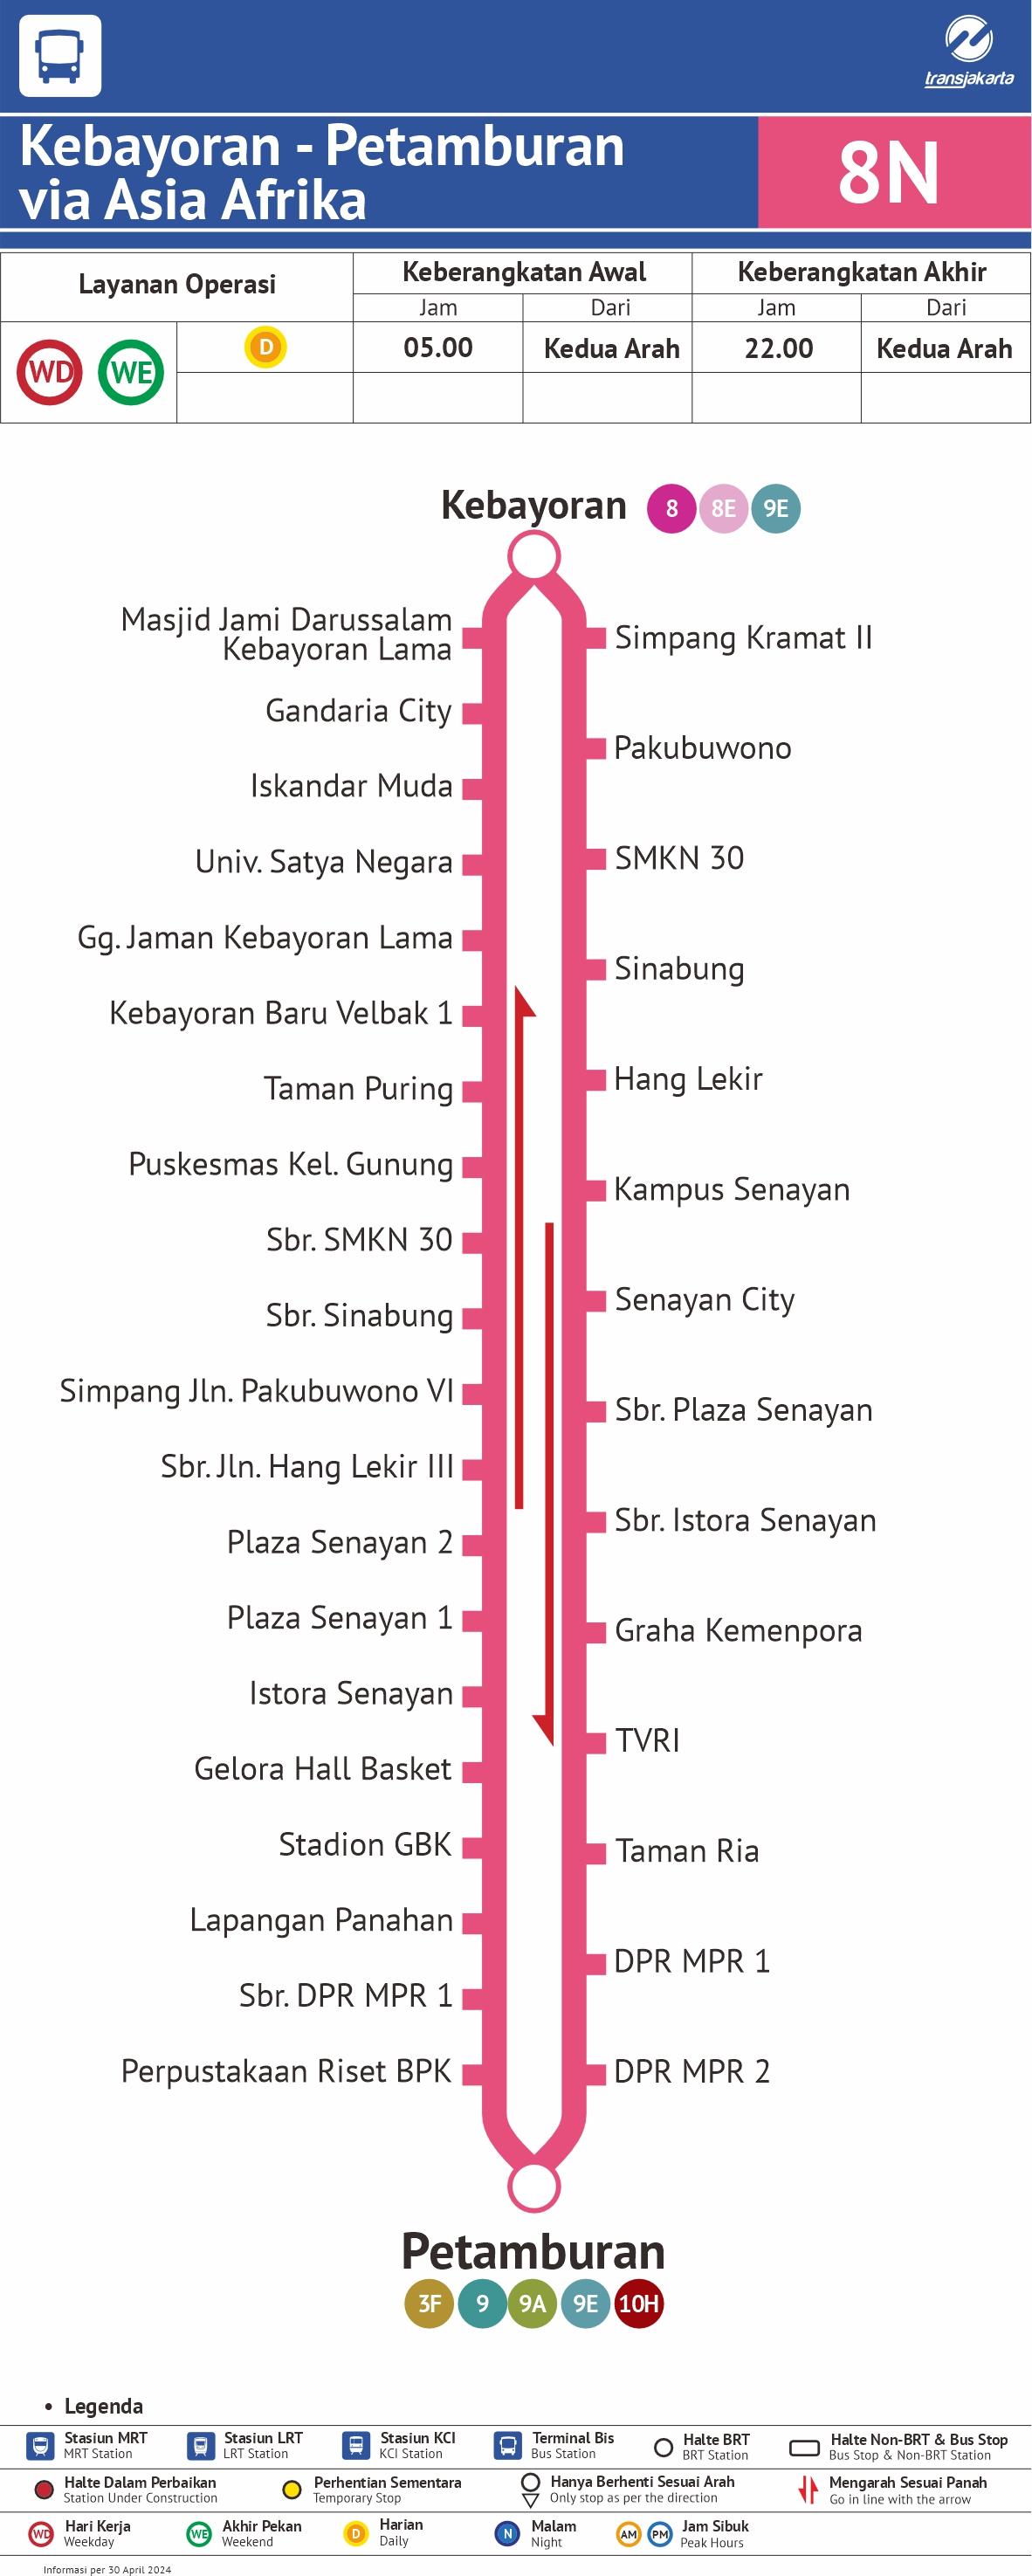 transjakarta
Kebayoran - Petamburan
via Asia Afrika
8N
Layanan Operasi
Keberangkatan Awal
Keberangkatan Akhir
Jam
Dari
Jam
Dari
WD
WE
D
05.00
Kedua Arah
22.00
Kedua Arah
Kebayoran
8
8E
9E
Masjid Jami Darussalam
Kebayoran Lama
Gandaria City
Iskandar Muda
Univ. Satya Negara
Gg. Jaman Kebayoran Lama
Kebayoran Baru Velbak 1
Taman Puring
Puskesmas Kel. Gunung
Sbr. SMKN 30
Sbr. Sinabung
Simpang Jln. Pakubuwono VI
Sbr. Jln. Hang Lekir III
Plaza Senayan 2
Plaza Senayan 1
Istora Senayan
Gelora Hall Basket
Stadion GBK
Lapangan Panahan
Sbr. DPR MPR 1
Perpustakaan Riset BPK
Simpang Kramat II
Pakubuwono
SMKN 30
Sinabung
Hang Lekir
Kampus Senayan
Senayan City
Sbr. Plaza Senayan
Sbr. Istora Senayan
Graha Kemenpora
TVRI
Taman Ria
DPR MPR 1
DPR MPR 2
Petamburan
3F
9
9A
9E
10H
• Legenda
Stasiun MRT
MRT Station
Stasiun LRT
LRT Station
Stasiun KCI
KCI Station
Terminal Bis
Bus Station
Halte BRT
BRT Station
Halte Non-BRT & Bus Stop
Bus Stop & Non-BRT Station
Halte Dalam Perbaikan
Station Under Construction
Perhentian Sementara
Temporary Stop
Hanya Berhenti Sesuai Arah
Only stop as per the direction
Mengarah Sesuai Panah
Go in line with the arrow
WD
Hari Kerja
Weekday
WE
Akhir Pekan
Weekend
D
Harian
Daily
N
Malam
Night
AM
PM
Jam Sibuk
Peak Hours
Informasi per 30 April 2024